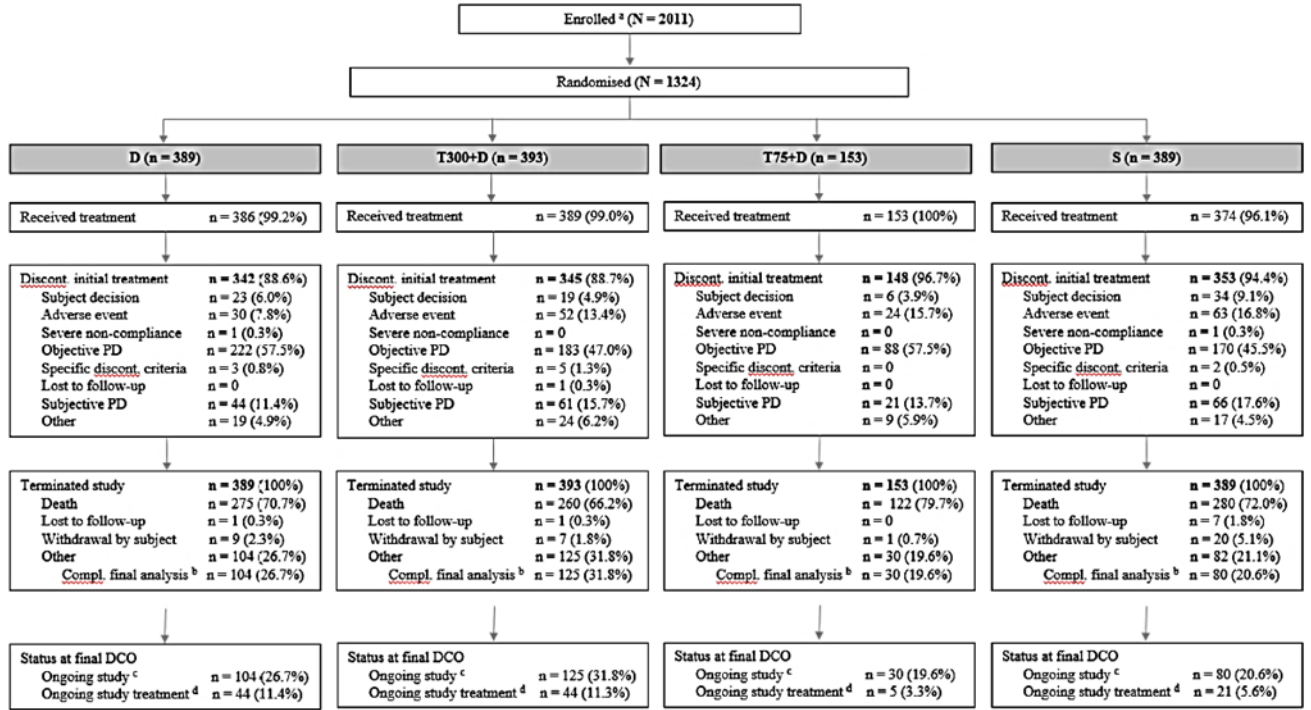 Enrolled ᵃ (N = 2011)
Randomised (N = 1324)
D (n = 389)
Received treatment n = 386 (99.2%)
Discont. initial treatment n = 342 (88.6%)
Subject decision n = 23 (6.0%)
Adverse event n = 30 (7.8%)
Severe non-compliance n = 1 (0.3%)
Objective PD n = 222 (57.5%)
Specific discont. criteria n = 3 (0.8%)
Lost to follow-up n = 0
Subjective PD n = 44 (11.4%)
Other n = 19 (4.9%)
Terminated study n = 389 (100%)
Death n = 275 (70.7%)
Lost to follow-up n = 1 (0.3%)
Withdrawal by subject n = 9 (2.3%)
Other n = 104 (26.7%)
Compl. final analysis ᵇ n = 104 (26.7%)
Status at final DCO
Ongoing study ᶜ n = 104 (26.7%)
Ongoing study treatment ᵈ n = 44 (11.4%)
T300+D (n = 393)
Received treatment n = 389 (99.0%)
Discont. initial treatment n = 345 (88.7%)
Subject decision n = 19 (4.9%)
Adverse event n = 52 (13.4%)
Severe non-compliance n = 0
Objective PD n = 183 (47.0%)
Specific discont. criteria n = 5 (1.3%)
Lost to follow-up n = 1 (0.3%)
Subjective PD n = 61 (15.7%)
Other n = 24 (6.2%)
Terminated study n = 393 (100%)
Death n = 260 (66.2%)
Lost to follow-up n = 1 (0.3%)
Withdrawal by subject n = 7 (1.8%)
Other n = 125 (31.8%)
Compl. final analysis ᵇ n = 125 (31.8%)
Status at final DCO
Ongoing study ᶜ n = 125 (31.8%)
Ongoing study treatment ᵈ n = 44 (11.3%)
T75+D (n = 153)
Received treatment n = 153 (100%)
Discont. initial treatment n = 148 (96.7%)
Subject decision n = 6 (3.9%)
Adverse event n = 24 (15.7%)
Severe non-compliance n = 0
Objective PD n = 88 (57.5%)
Specific discont. criteria n = 0
Lost to follow-up n = 0
Subjective PD n = 21 (13.7%)
Other n = 9 (5.9%)
Terminated study n = 153 (100%)
Death n = 122 (79.7%)
Lost to follow-up n = 0
Withdrawal by subject n = 1 (0.7%)
Other n = 30 (19.6%)
Compl. final analysis ᵇ n = 30 (19.6%)
Status at final DCO
Ongoing study ᶜ n = 30 (19.6%)
Ongoing study treatment ᵈ n = 5 (3.3%)
S (n = 389)
Received treatment n = 374 (96.1%)
Discont. initial treatment n = 353 (94.4%)
Subject decision n = 34 (9.1%)
Adverse event n = 63 (16.8%)
Severe non-compliance n = 1 (0.3%)
Objective PD n = 170 (45.5%)
Specific discont. criteria n = 2 (0.5%)
Lost to follow-up n = 0
Subjective PD n = 66 (17.6%)
Other n = 17 (4.5%)
Terminated study n = 389 (100%)
Death n = 280 (72.0%)
Lost to follow-up n = 7 (1.8%)
Withdrawal by subject n = 20 (5.1%)
Other n = 82 (21.1%)
Compl. final analysis ᵇ n = 80 (20.6%)
Status at final DCO
Ongoing study ᶜ n = 80 (20.6%)
Ongoing study treatment ᵈ n = 21 (5.6%)